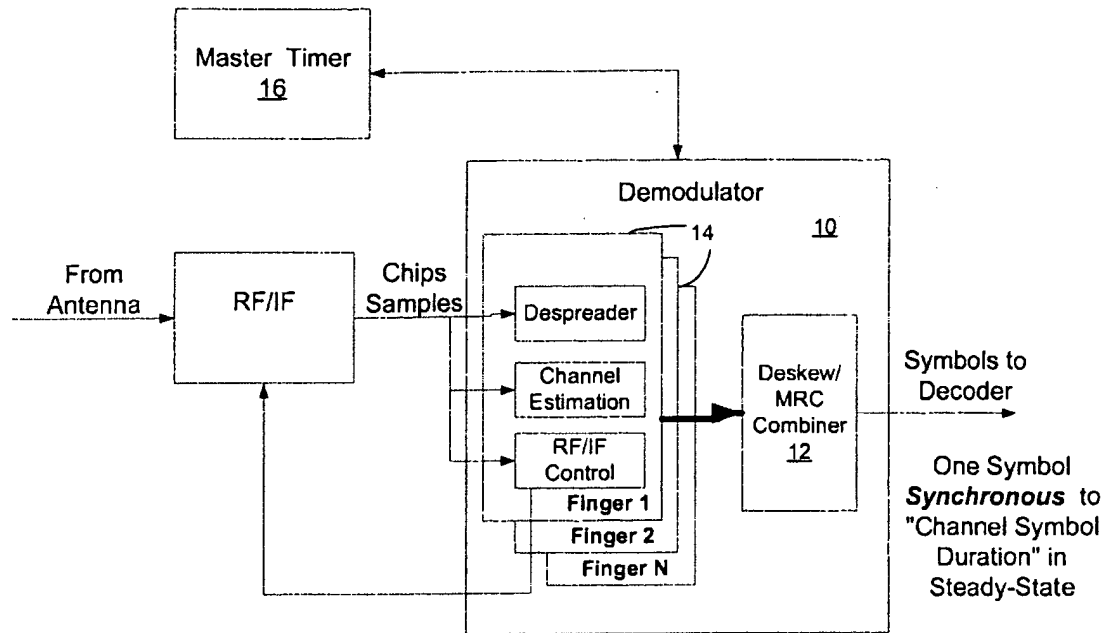 Master Timer
16
Demodulator
10
14
From
Antenna
RF/IF
Chips
Samples
Despreader
Channel
Estimation
RF/IF
Control
Finger 1
Finger 2
Finger N
Deskew/
MRC
Combiner
12
Symbols to
Decoder
One Symbol
Synchronous to
"Channel Symbol
Duration" in
Steady-State